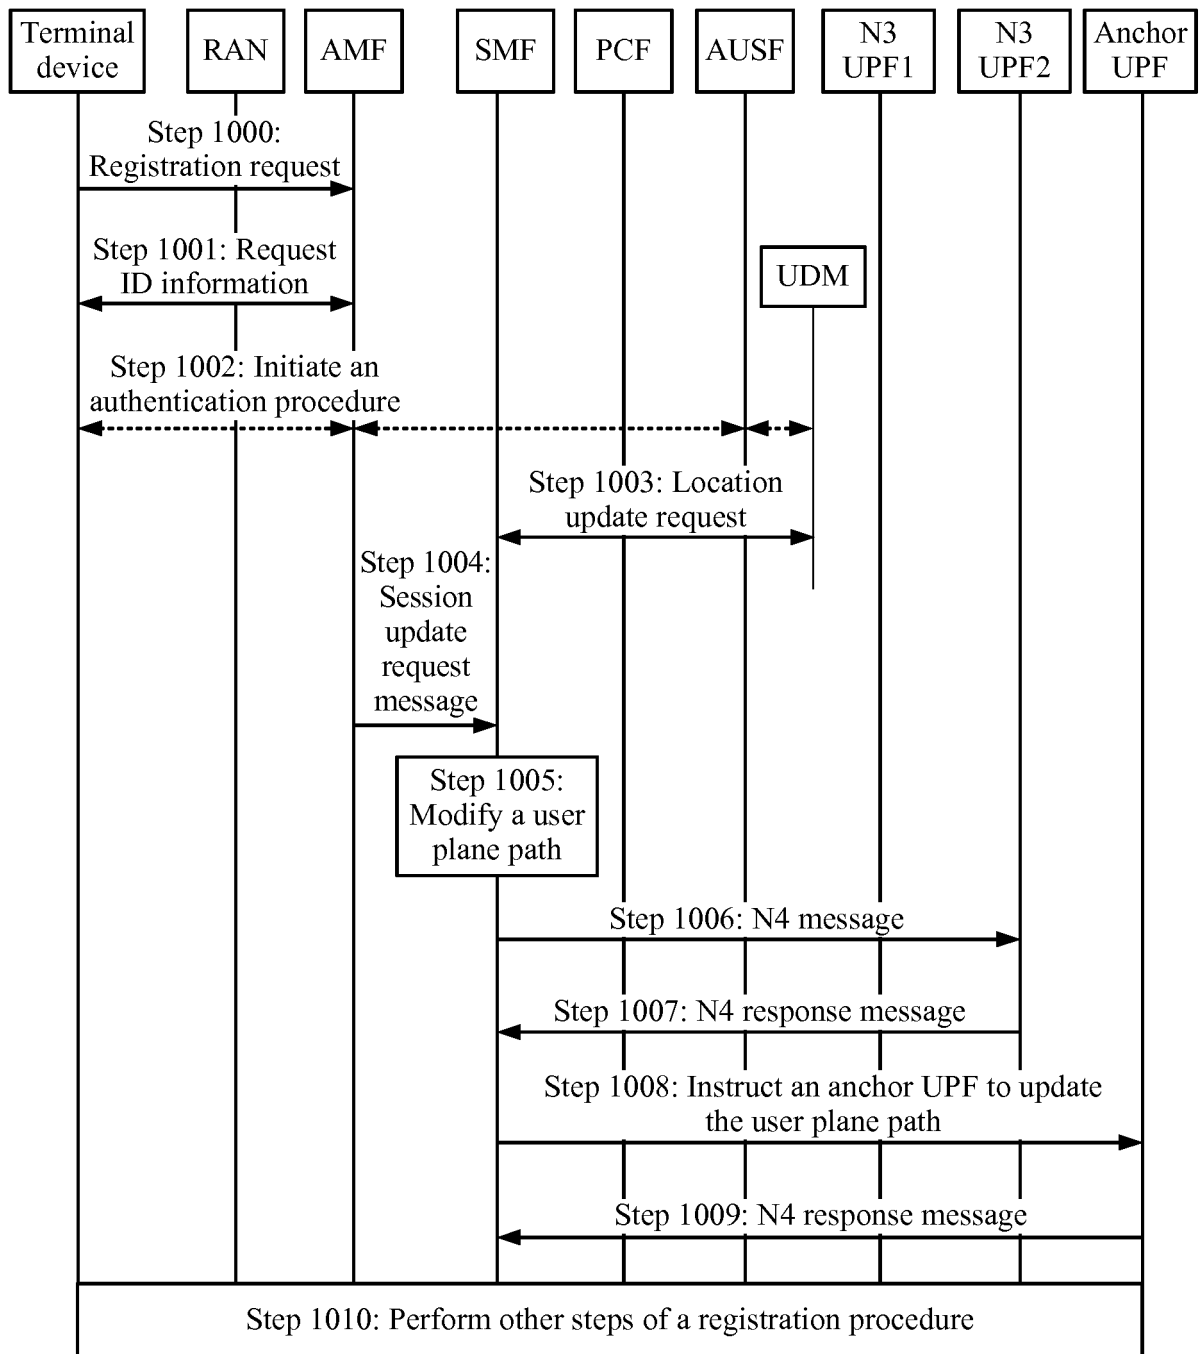 Terminal
device
RAN
AMF
SMF
PCF
AUSF
N3
UPF1
N3
UPF2
Anchor
UPF
Step 1000:
Registration request
Step 1001: Request
ID information
UDM
Step 1002: Initiate an
authentication procedure
Step 1003: Location
update request
Step 1004:
Session
update
request
message
Step 1005:
Modify a user
plane path
Step 1006: N4 message
Step 1007: N4 response message
Step 1008: Instruct an anchor UPF to update
the user plane path
Step 1009: N4 response message
Step 1010: Perform other steps of a registration procedure